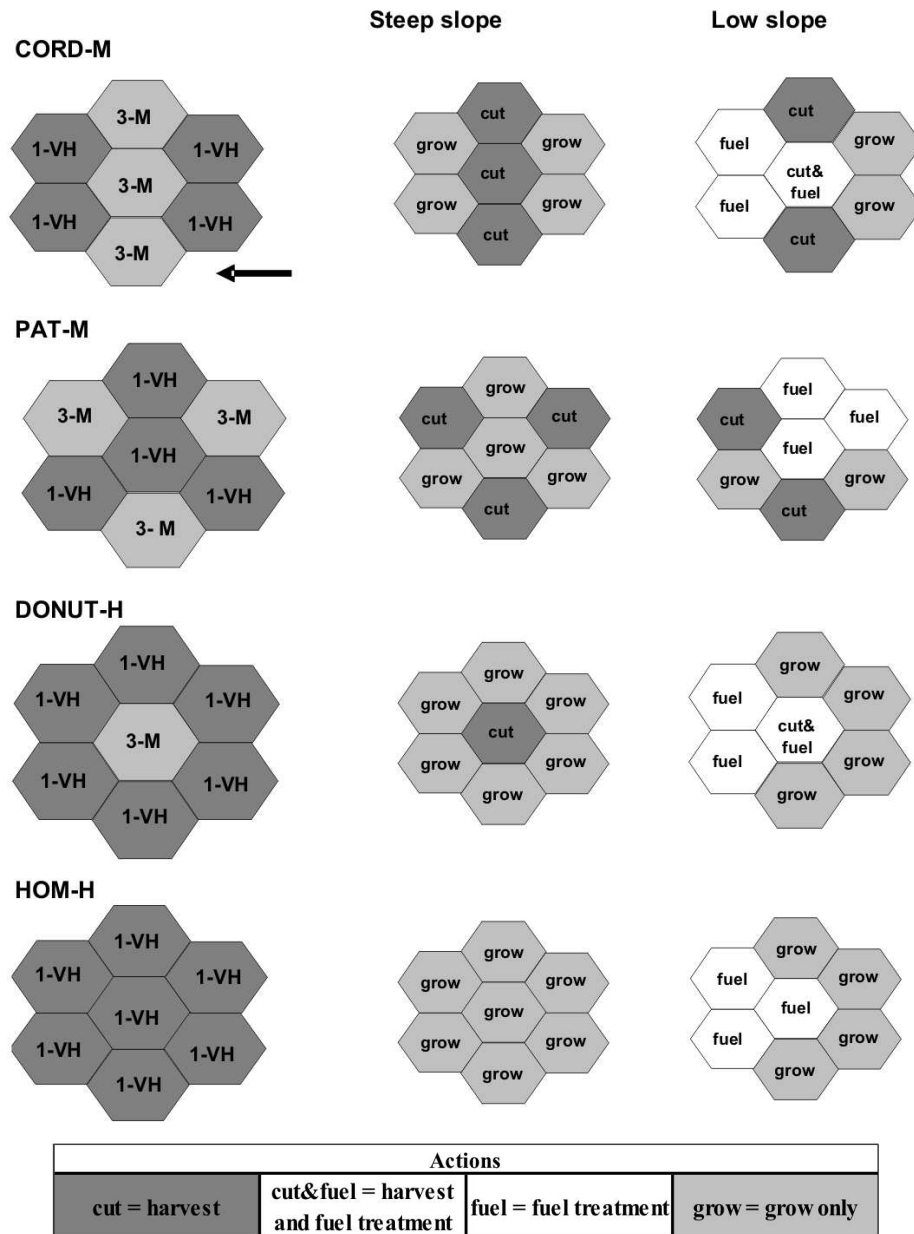 Steep slope
Low slope
CORD-M
3-M
1-VH
1-VH
3-M
1-VH
1-VH
3-M
cut
grow
grow
cut
grow
grow
cut
cut
fuel
grow
cut&
fuel
fuel
grow
cut
PAT-M
1-VH
3-M
3-M
1-VH
1-VH
1-VH
3- M
grow
cut
cut
grow
grow
grow
cut
fuel
cut
fuel
fuel
grow
grow
cut
DONUT-H
1-VH
1-VH
1-VH
3-M
1-VH
1-VH
1-VH
grow
grow
grow
cut
grow
grow
grow
grow
fuel
grow
cut&
fuel
fuel
grow
grow
HOM-H
1-VH
1-VH
1-VH
1-VH
1-VH
1-VH
1-VH
grow
grow
grow
grow
grow
grow
grow
grow
fuel
grow
fuel
fuel
grow
grow
Actions
cut = harvest
cut&fuel = harvest
and fuel treatment
fuel = fuel treatment
grow = grow only